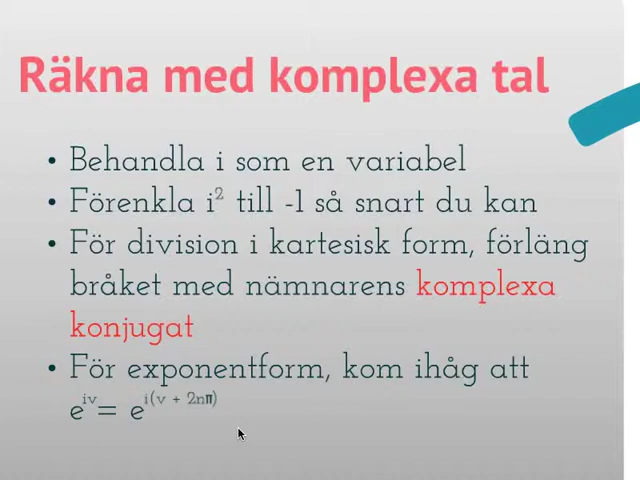 Räkna med komplexa tal
• Behandla i som en variabel
• Förenkla i² till -1 så snart du kan
• För division i kartesisk form, förläng
bråket med nämnarens komplexa
konjugat
• För exponentform, kom ihåg att
e^iv = e^i(v + 2nπ)